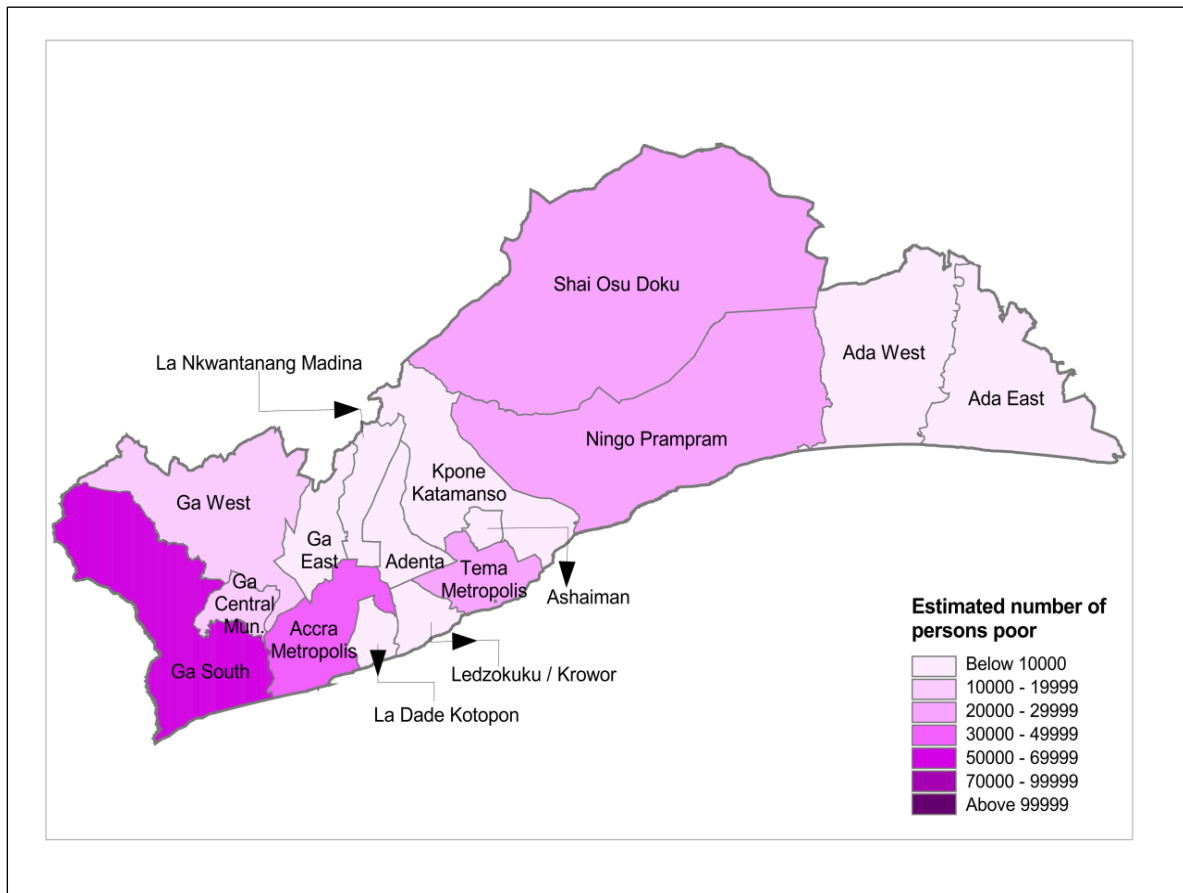 Shai Osu Doku
La Nkwantanang Madina
Ada West
Ada East
Ningo Prampram
Kpone
Katamanso
Ga West
Ga
East
Adenta
Tema
Metropolis
Ashaiman
Ga
Central
Mun.
Accra
Metropolis
Ga South
Ledzokuku / Krowor
La Dade Kotopon
Estimated number of
persons poor
Below 10000
10000 - 19999
20000 - 29999
30000 - 49999
50000 - 69999
70000 - 99999
Above 99999